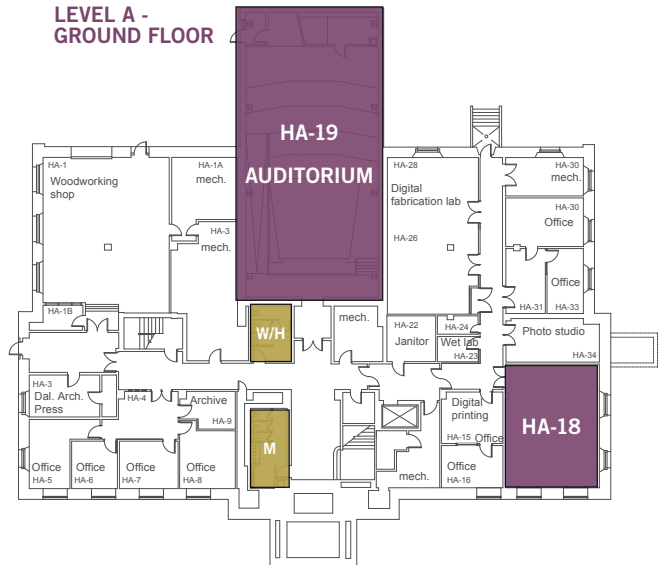 LEVEL A -
GROUND FLOOR
HA-19
AUDITORIUM
HA-1
Woodworking
shop
HA-1A
mech.
HA-3
mech.
HA-1B
HA-28
Digital
fabrication lab
HA-26
HA-30
mech.
HA-30
Office
Office
HA-31
HA-33
Photo studio
HA-34
W/H
mech.
HA-22
Janitor
HA-24
Wet lab
HA-23
HA-3
Dal. Arch.
Press
HA-4
Archive
HA-9
Office
HA-5
Office
HA-6
Office
HA-7
Office
HA-8
M
mech.
Digital
printing
HA-15
Office
Office
HA-16
HA-18